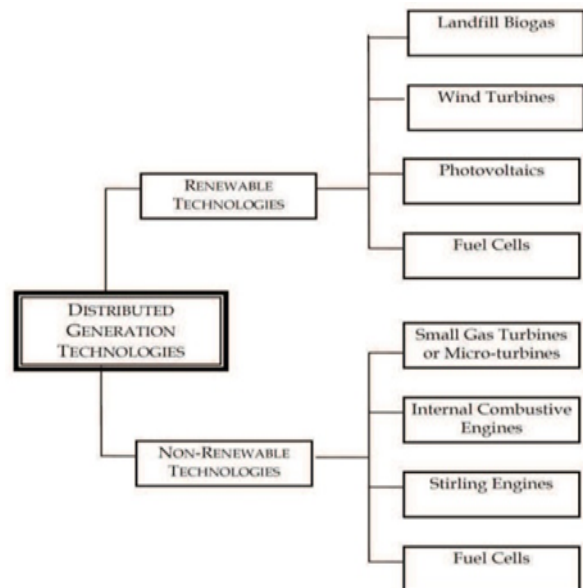 Landfill Biogas
Wind Turbines
Photovoltaics
Fuel Cells
RENEWABLE
TECHNOLOGIES
DISTRIBUTED
GENERATION
TECHNOLOGIES
NON-RENEWABLE
TECHNOLOGIES
Small Gas Turbines
or Micro-turbines
Internal Combustive
Engines
Stirling Engines
Fuel Cells